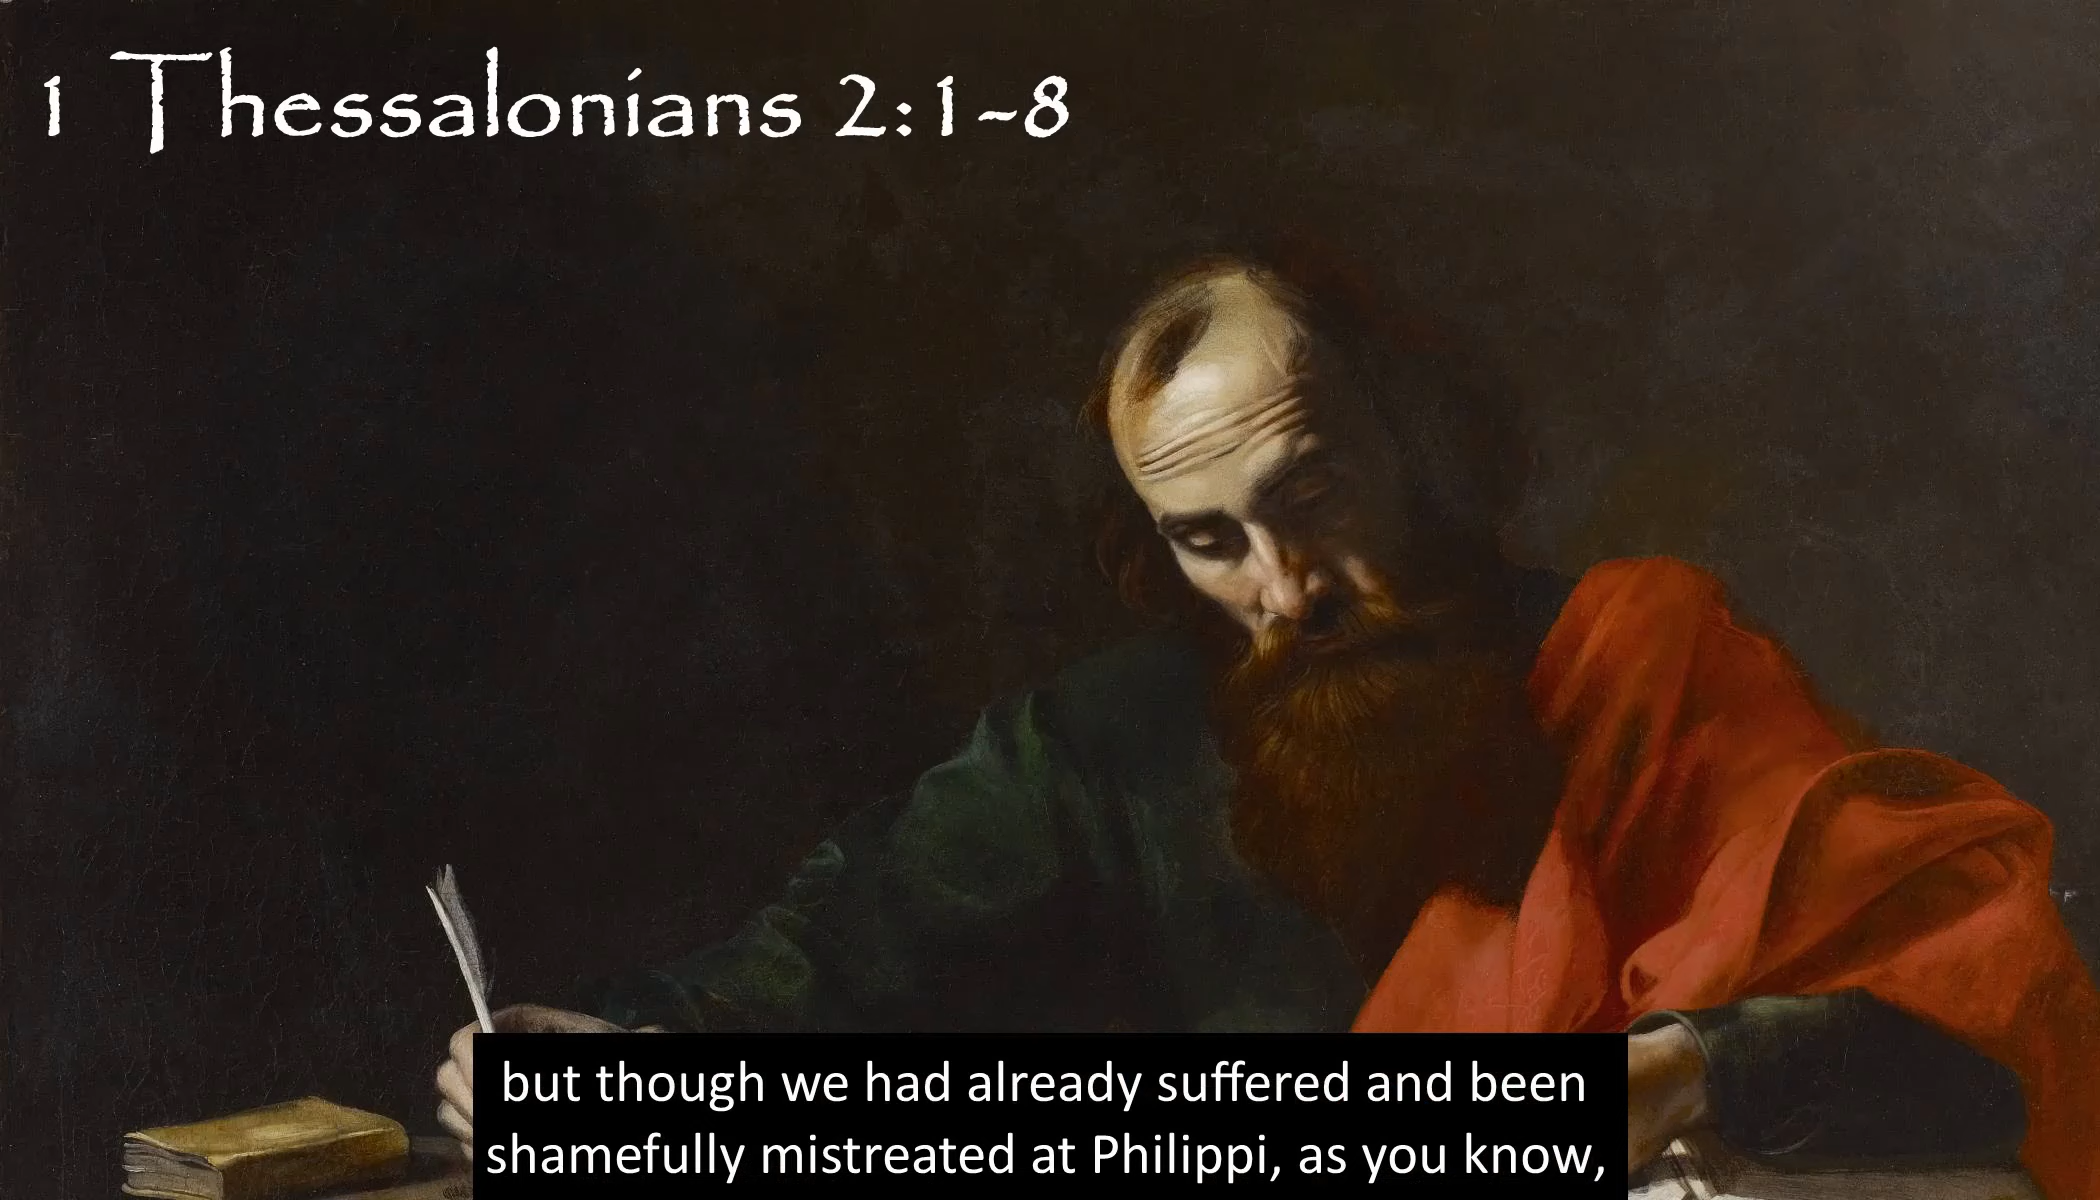 1 Thessalonians 2:1-8
but though we had already suffered and been
shamefully mistreated at Philippi, as you know,